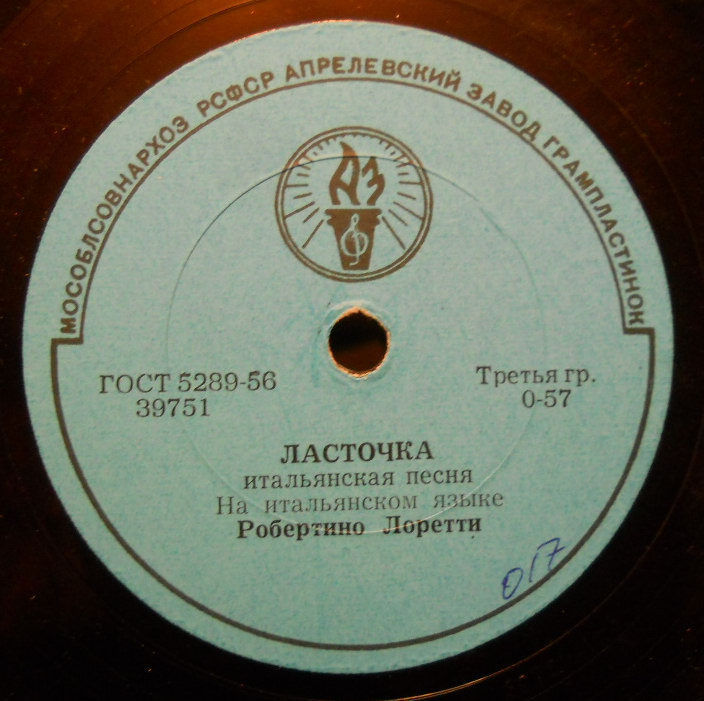 МОСОБЛСОВНАРХОЗ РСФСР АПРЕЛЕВСКИЙ ЗАВОД ГРАМПЛАСТИНОК
АЗ
ГОСТ 5289-56
39751
Третья гр.
0-57
ЛАСТОЧКА
итальянская песня
На итальянском языке
Робертино Лоретти
017